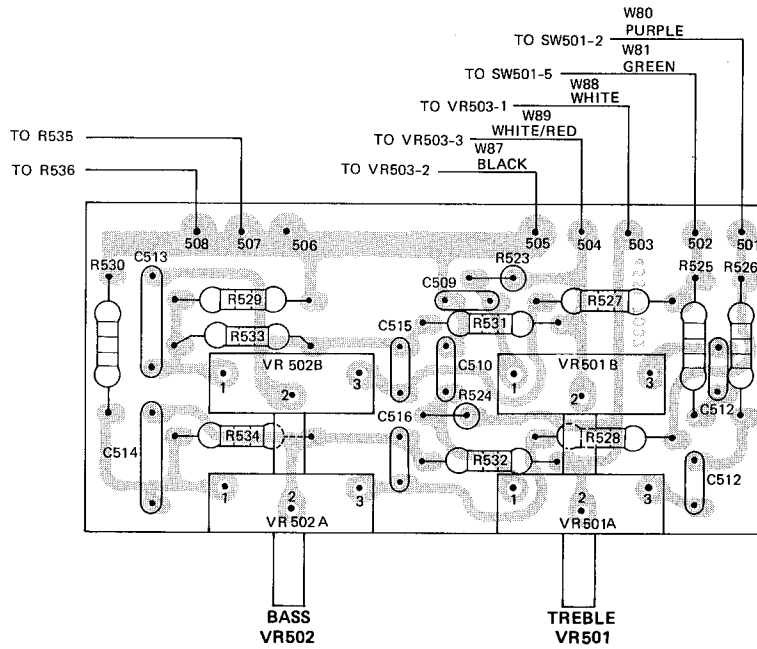 W80
PURPLE
TO SW501-2
W81
GREEN
TO SW501-5
W88
WHITE
TO VR503-1
W89
WHITE/RED
TO VR503-3
W87
BLACK
TO VR503-2
TO R535
TO R536
508
507
506
505
504
503
502
501
R530
C513
R523
R525
R526
C509
R529
R527
R533
C515
R531
VR 502B
C510
VR501 B
1
2
3
1
2
3
R524
C512
C516
C514
R534
R528
R532
C512
1
2
3
1
2
3
VR502 A
VR501A
BASS
VR502
TREBLE
VR501